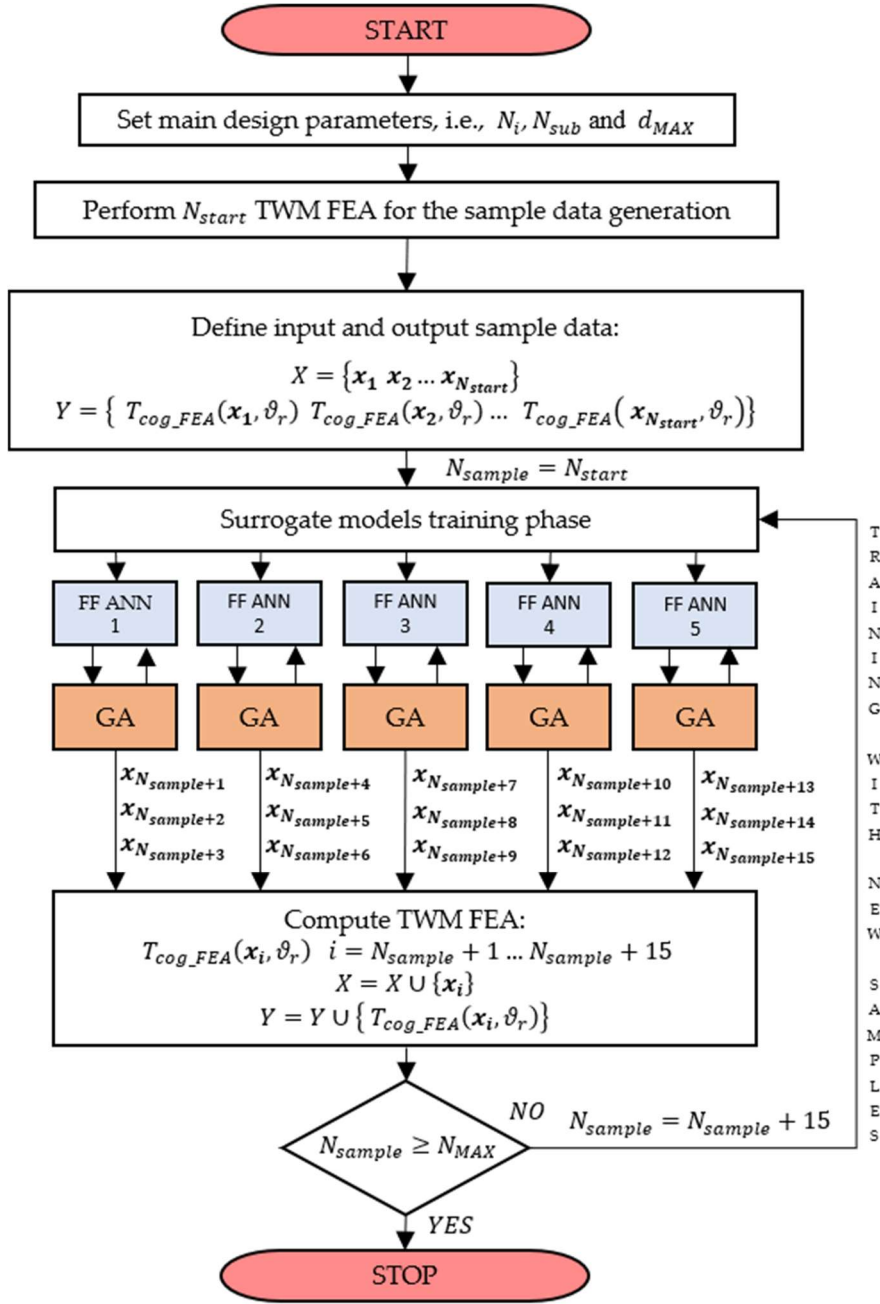 START
Set main design parameters, i.e., N_i, N_sub and d_MAX
Perform N_start TWM FEA for the sample data generation
Define input and output sample data:
X = {x_1 x_2 … x_N_start}
Y = { T_cog_FEA(x_1, ϑ_r) T_cog_FEA(x_2, ϑ_r) … T_cog_FEA( x_N_start, ϑ_r)}
N_sample = N_start
Surrogate models training phase
FF ANN
1
FF ANN
2
FF ANN
3
FF ANN
4
FF ANN
5
GA
GA
GA
GA
GA
x_N_sample+1
x_N_sample+2
x_N_sample+3
x_N_sample+4
x_N_sample+5
x_N_sample+6
x_N_sample+7
x_N_sample+8
x_N_sample+9
x_N_sample+10
x_N_sample+11
x_N_sample+12
x_N_sample+13
x_N_sample+14
x_N_sample+15
Compute TWM FEA:
T_cog_FEA(x_i, ϑ_r) i = N_sample + 1 … N_sample + 15
X = X ∪ {x_i}
Y = Y ∪ { T_cog_FEA(x_i, ϑ_r)}
N_sample ≥ N_MAX
NO
N_sample = N_sample + 15
YES
STOP
TRAINING WITH NEW SAMPLES